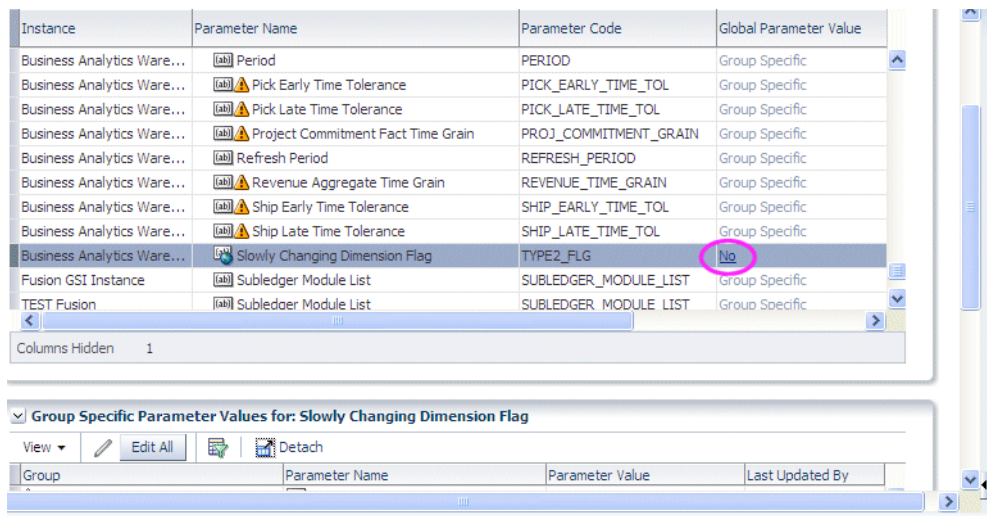 Instance Parameter Name Parameter Code Global Parameter Value
Business Analytics Ware... Period PERIOD Group Specific
Business Analytics Ware... Pick Early Time Tolerance PICK_EARLY_TIME_TOL Group Specific
Business Analytics Ware... Pick Late Time Tolerance PICK_LATE_TIME_TOL Group Specific
Business Analytics Ware... Project Commitment Fact Time Grain PROJ_COMMITMENT_GRAIN Group Specific
Business Analytics Ware... Refresh Period REFRESH_PERIOD Group Specific
Business Analytics Ware... Revenue Aggregate Time Grain REVENUE_TIME_GRAIN Group Specific
Business Analytics Ware... Ship Early Time Tolerance SHIP_EARLY_TIME_TOL Group Specific
Business Analytics Ware... Ship Late Time Tolerance SHIP_LATE_TIME_TOL Group Specific
Business Analytics Ware... Slowly Changing Dimension Flag TYPE2_FLG No
Fusion GSI Instance Subledger Module List SUBLEDGER_MODULE_LIST Group Specific
TEST Fusion Subledger Module List SUBLEDGER_MODULE_LIST Group Specific
Columns Hidden 1
Group Specific Parameter Values for: Slowly Changing Dimension Flag
View Edit All Detach
Group Parameter Name Parameter Value Last Updated By